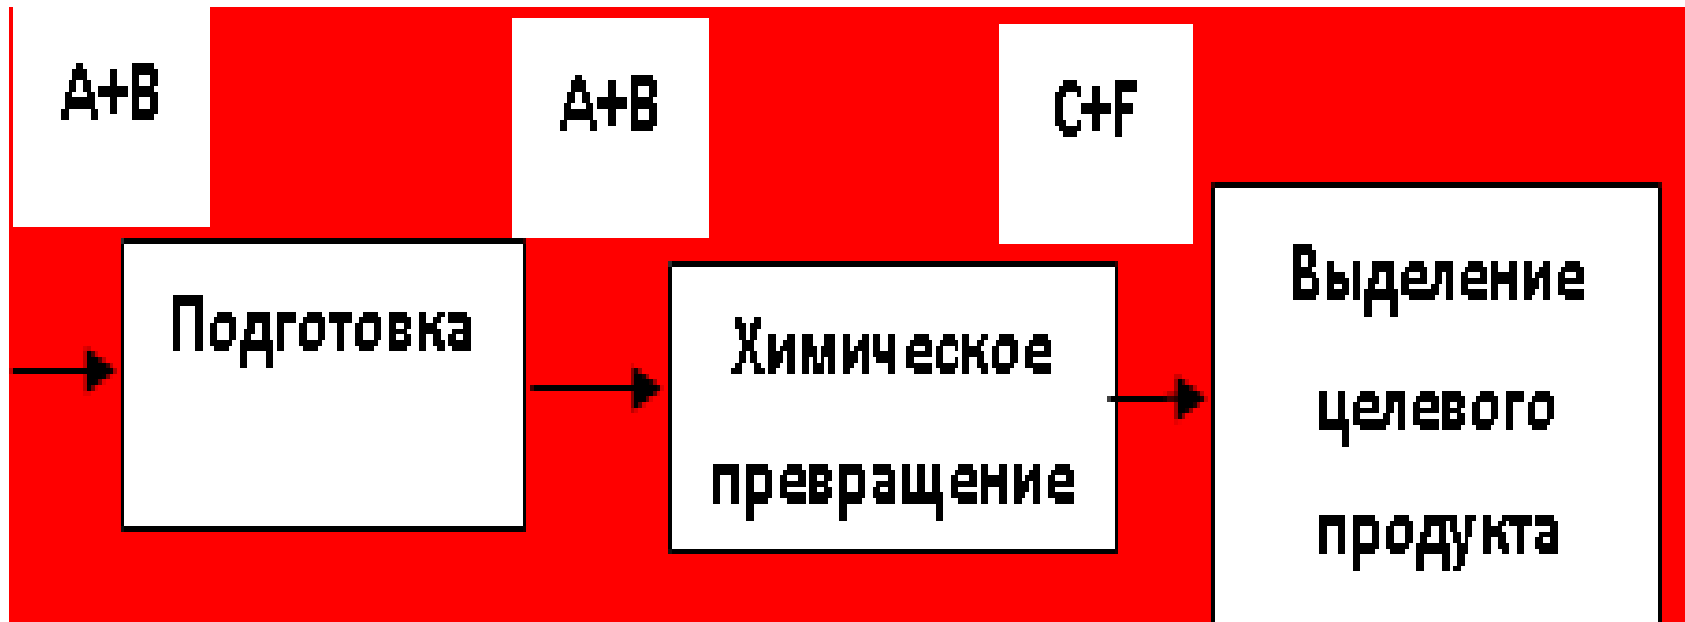 A+B
A+B
C+F
Подготовка
Химическое
превращение
Выделение
целевого
продукта